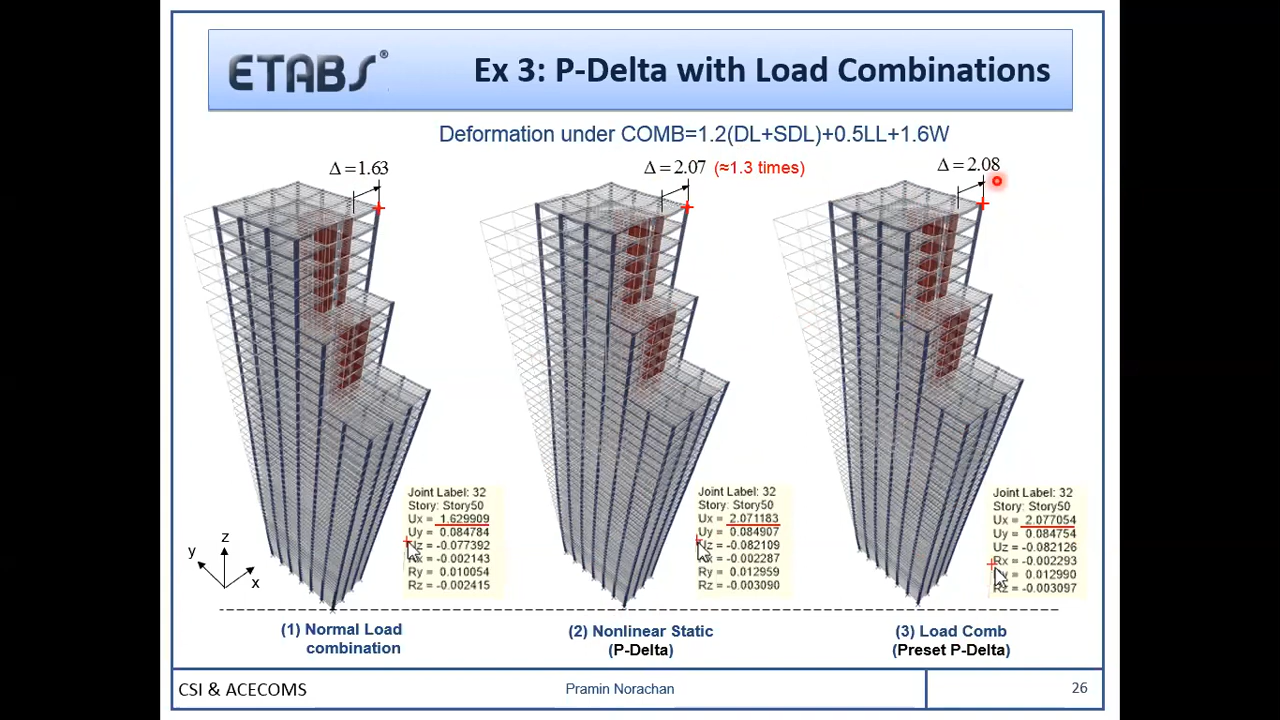 ETABS®
Ex 3: P-Delta with Load Combinations
Deformation under COMB=1.2(DL+SDL)+0.5LL+1.6W
Δ=1.63
Δ=2.07 (≈1.3 times)
Δ=2.08
Joint Label: 32
Story: Story50
Ux = 1.629909
Uy = 0.084784
Uz = -0.077392
Rx = -0.002143
Ry = 0.010054
Rz = -0.002415
Joint Label: 32
Story: Story50
Ux = 2.071183
Uy = 0.084907
Uz = -0.082109
Rx = -0.002287
Ry = 0.012959
Rz = -0.003090
Joint Label: 32
Story: Story50
Ux = 2.077054
Uy = 0.084754
Uz = -0.082126
Rx = -0.002293
Ry = 0.012990
Rz = -0.003097
z
y
x
(1) Normal Load
combination
(2) Nonlinear Static
(P-Delta)
(3) Load Comb
(Preset P-Delta)
CSI & ACECOMS
Pramin Norachan
26